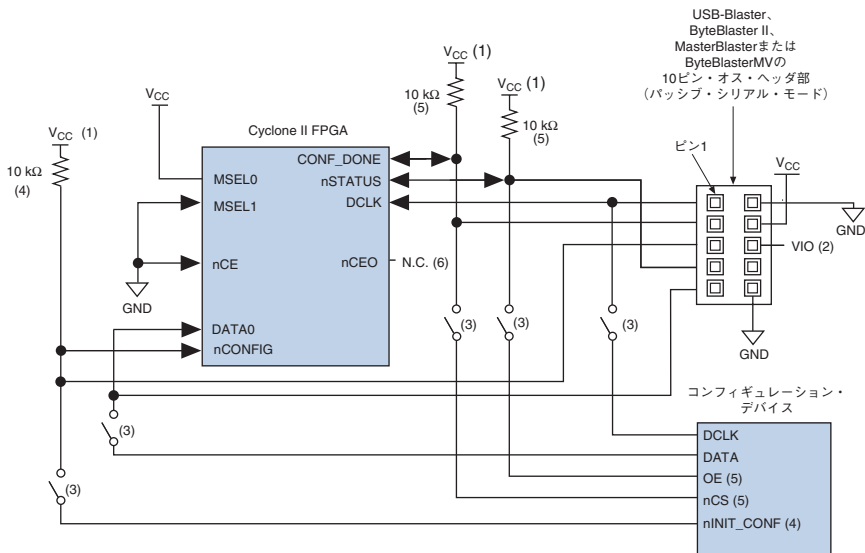 USB-Blaster、
ByteBlaster II、
MasterBlasterまたは
ByteBlasterMVの
10ピン・オス・ヘッダ部
(パッシブ・シリアル・モード)
VCC (1)
VCC (1)
10 kΩ
(5)
10 kΩ
(5)
VCC
VCC (1)
10 kΩ
(4)
Cyclone II FPGA
MSEL0
MSEL1
nCE
DATA0
nCONFIG
CONF_DONE
nSTATUS
DCLK
nCEO
N.C. (6)
GND
ピン1
VCC
GND
VIO (2)
GND
(3)
(3)
(3)
(3)
(3)
コンフィギュレーション・
デバイス
DCLK
DATA
OE (5)
nCS (5)
nINIT_CONF (4)